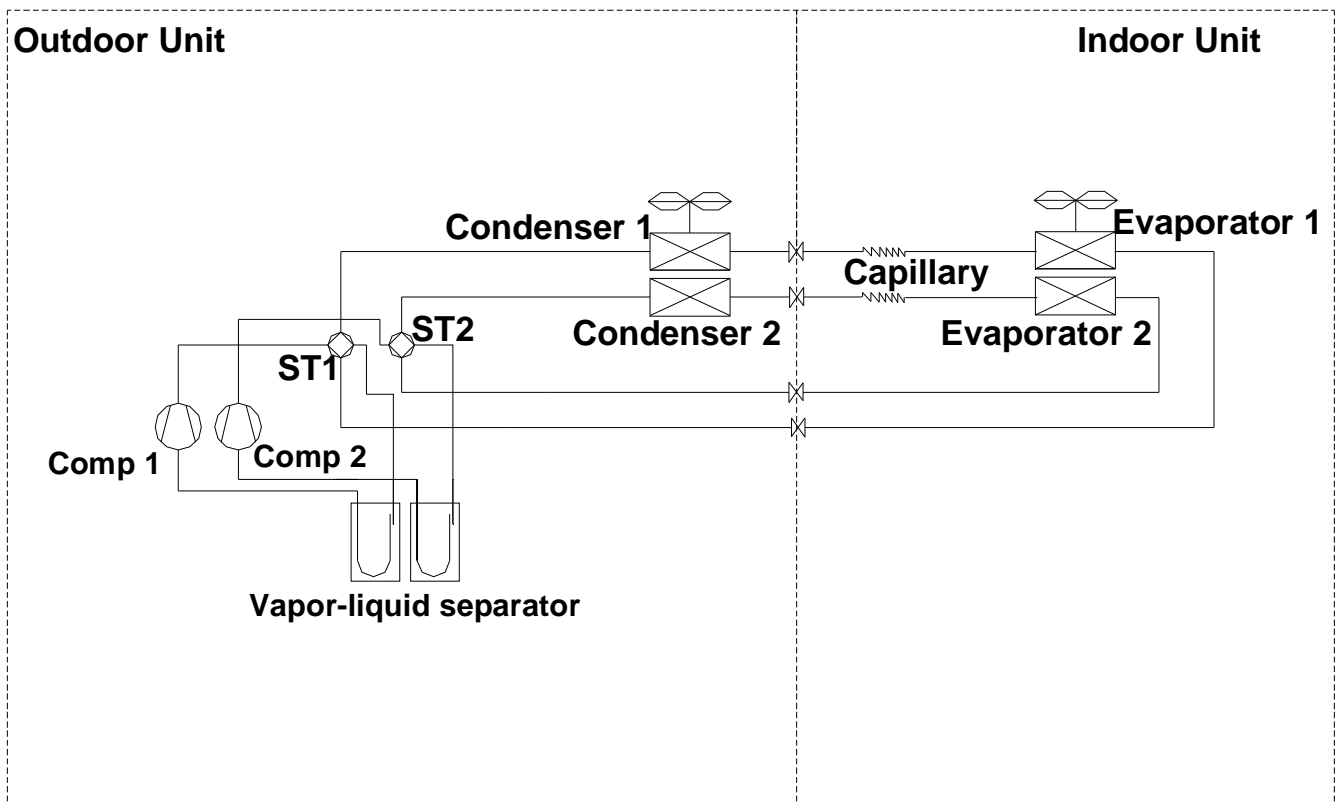 Outdoor Unit
Indoor Unit
Condenser 1
Evaporator 1
Capillary
Condenser 2
Evaporator 2
ST2
ST1
Comp 1
Comp 2
Vapor-liquid separator